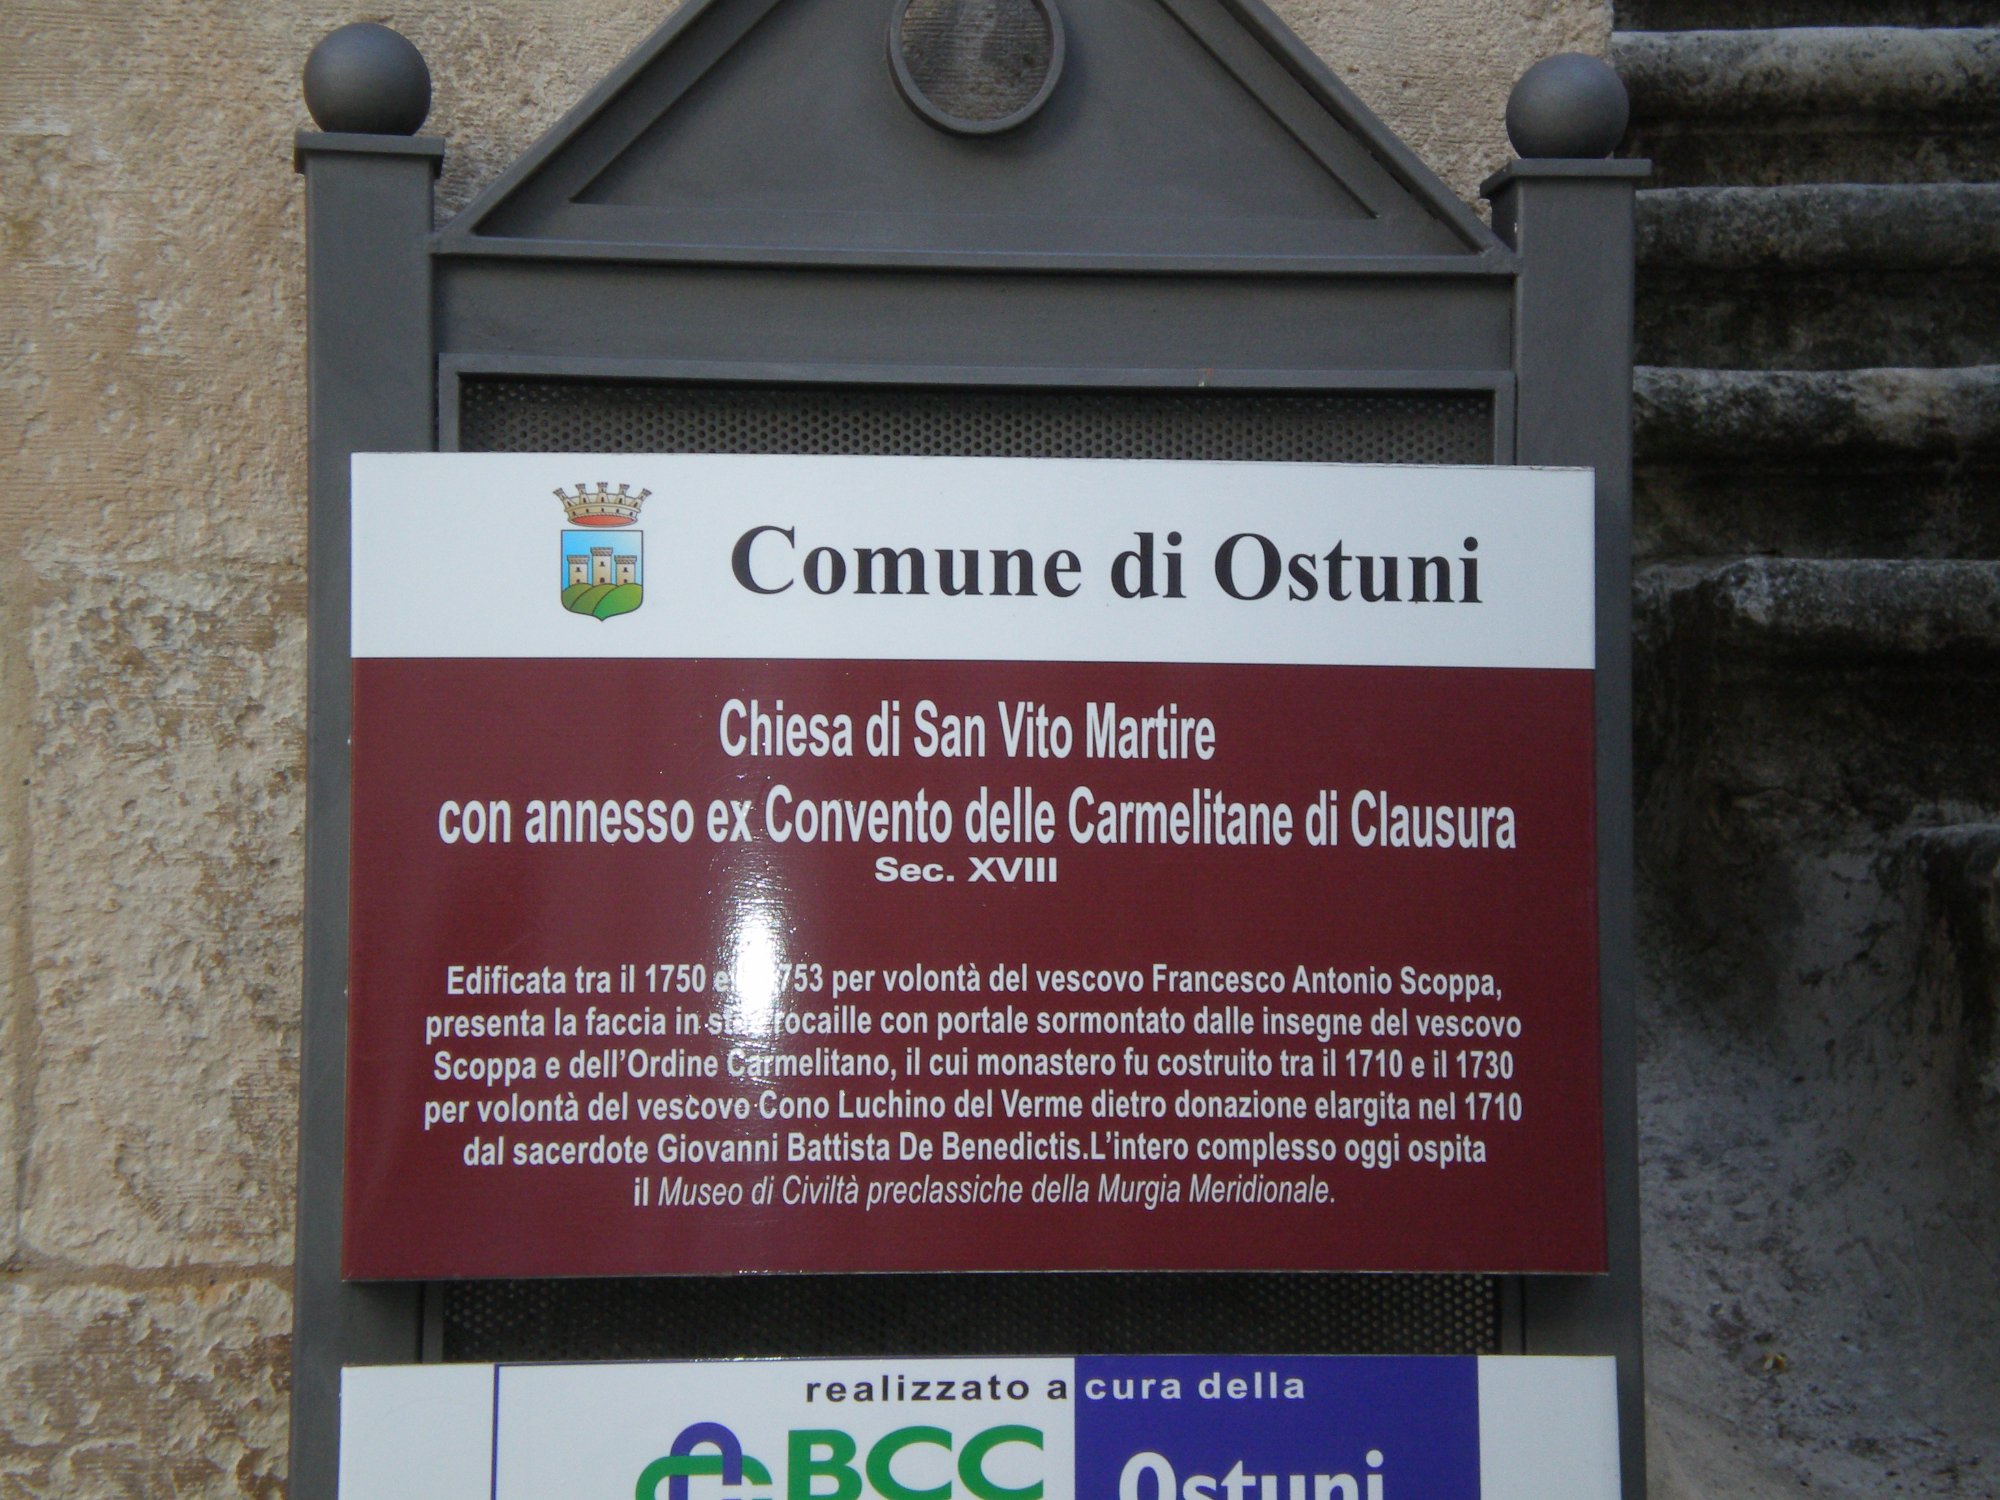 Comune di Ostuni
Chiesa di San Vito Martire
con annesso ex Convento delle Carmelitane di Clausura
Sec. XVIII
Edificata tra il 1750 e 753 per volontà del vescovo Francesco Antonio Scoppa,
presenta la faccia in rocaille con portale sormontato dalle insegne del vescovo
Scoppa e dell'Ordine Carmelitano, il cui monastero fu costruito tra il 1710 e il 1730
per volontà del vescovo Cono Luchino del Verme dietro donazione elargita nel 1710
dal sacerdote Giovanni Battista De Benedictis.L'intero complesso oggi ospita
il Museo di Civiltà preclassiche della Murgia Meridionale.
realizzato a cura della
BCC Ostuni